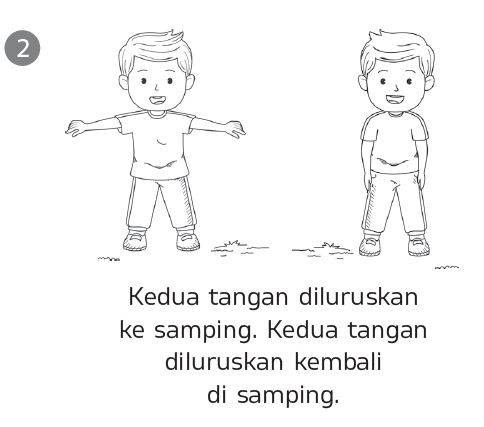 2
Kedua tangan diluruskan
ke samping. Kedua tangan
diluruskan kembali
di samping.